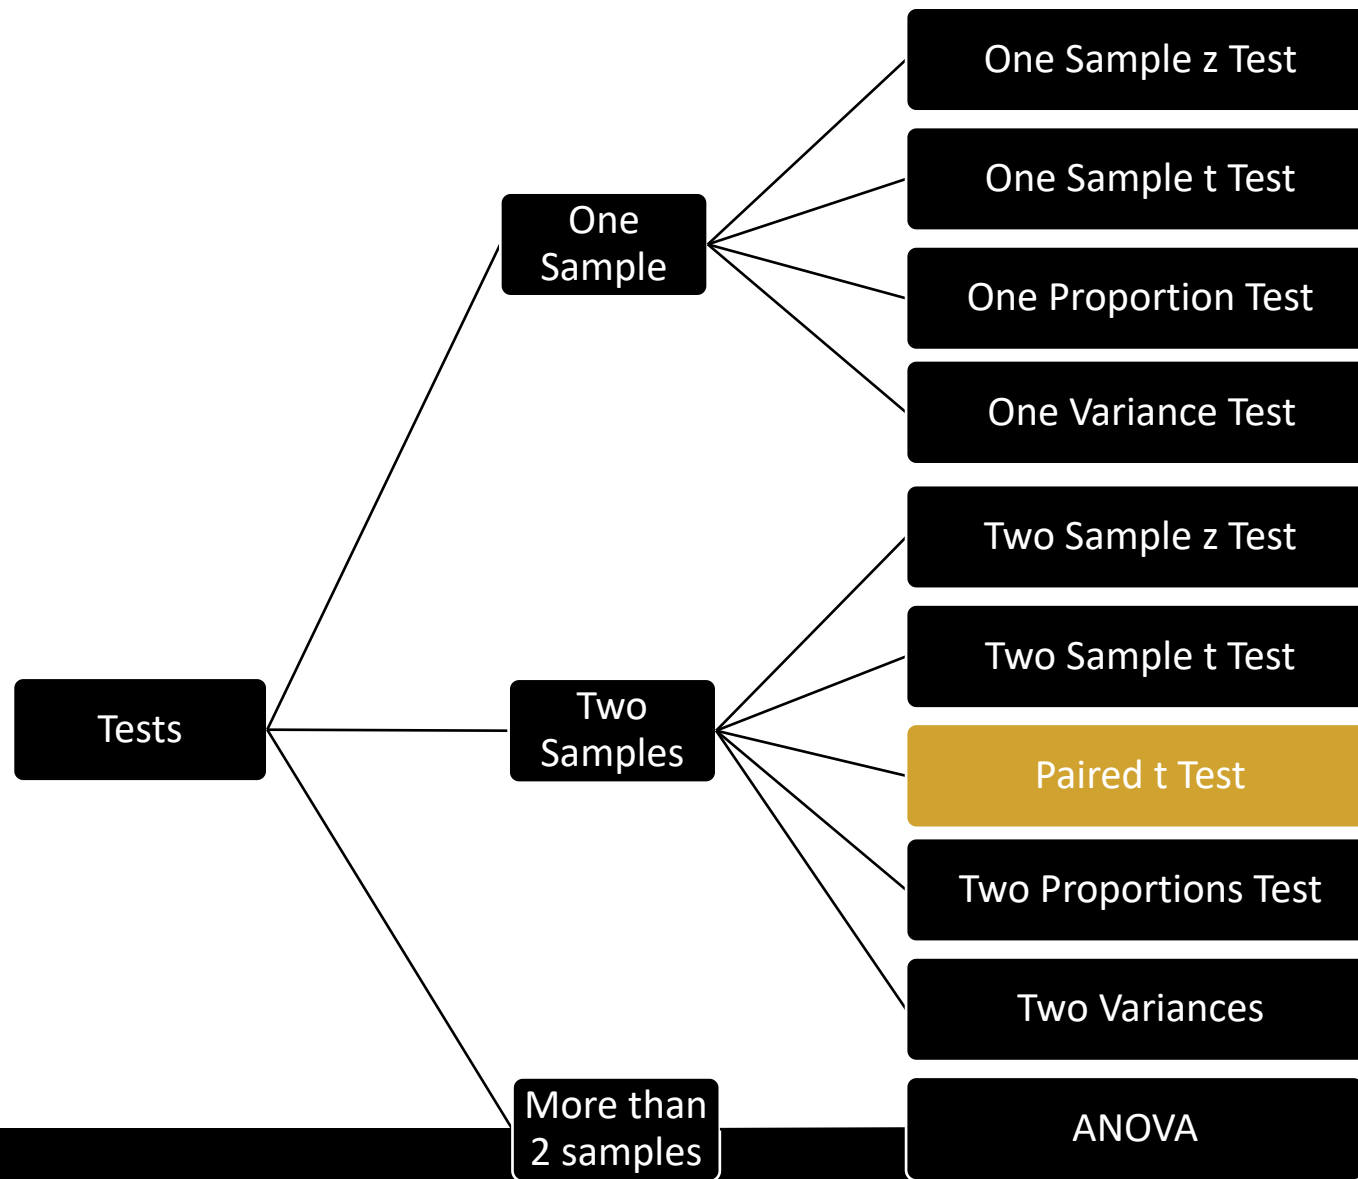 One Sample z Test
One Sample t Test
One
Sample
One Proportion Test
One Variance Test
Two Sample z Test
Two Sample t Test
Tests
Two
Samples
Paired t Test
Two Proportions Test
Two Variances
More than
2 samples
ANOVA